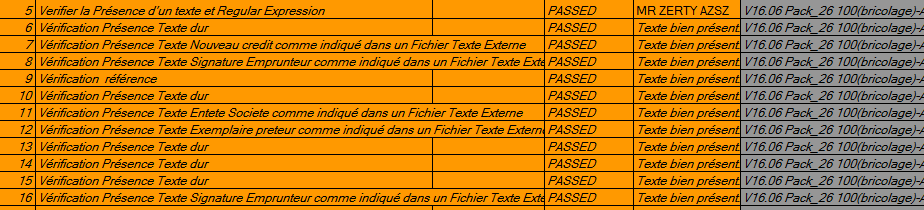 5 Verifier la Présence d'un texte et Regular Expression PASSED MR ZERTY AZSZ V16.06 Pack_26 100(bricolage)-A
6 Vérification Présence Texte dur PASSED Texte bien présent. V16.06 Pack_26 100(bricolage)-A
7 Vérification Présence Texte Nouveau credit comme indiqué dans un Fichier Texte Externe PASSED Texte bien présent. V16.06 Pack_26 100(bricolage)-A
8 Vérification Présence Texte Signature Emprunteur comme indiqué dans un Fichier Texte Exte PASSED Texte bien présent. V16.06 Pack_26 100(bricolage)-A
9 Vérification référence PASSED Texte bien présent. V16.06 Pack_26 100(bricolage)-A
10 Vérification Présence Texte dur PASSED Texte bien présent. V16.06 Pack_26 100(bricolage)-A
11 Vérification Présence Texte Entete Societe comme indiqué dans un Fichier Texte Externe PASSED Texte bien présent. V16.06 Pack_26 100(bricolage)-A
12 Vérification Présence Texte Exemplaire preteur comme indiqué dans un Fichier Texte Externe PASSED Texte bien présent. V16.06 Pack_26 100(bricolage)-A
13 Vérification Présence Texte dur PASSED Texte bien présent. V16.06 Pack_26 100(bricolage)-A
14 Vérification Présence Texte dur PASSED Texte bien présent. V16.06 Pack_26 100(bricolage)-A
15 Vérification Présence Texte dur PASSED Texte bien présent. V16.06 Pack_26 100(bricolage)-A
16 Vérification Présence Texte Signature Emprunteur comme indiqué dans un Fichier Texte Exte PASSED Texte bien présent. V16.06 Pack_26 100(bricolage)-A